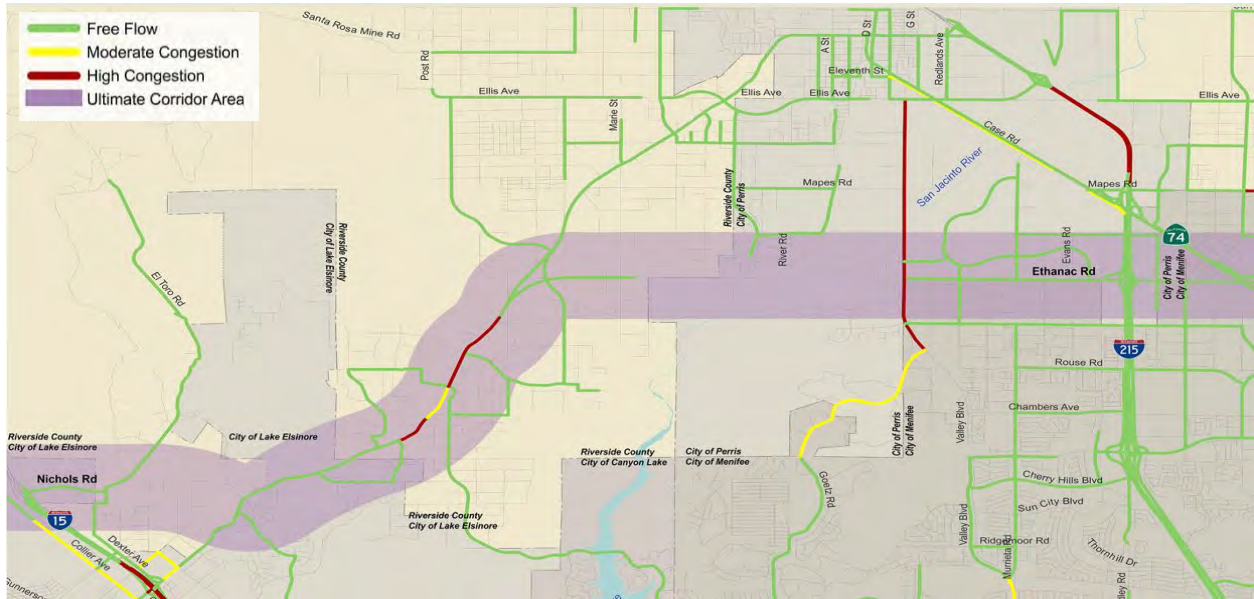 Free Flow
Moderate Congestion
High Congestion
Ultimate Corridor Area
Santa Rosa Mine Rd
Post Rd
A St
D St
G St
Redlands Ave
Eleventh St
Ellis Ave
Ellis Ave
Ellis Ave
Ellis Ave
Marie St
Case Rd
San Jacinto River
Mapes Rd
Mapes Rd
Riverside County
City of Perris
Riverside County
City of Lake Elsinore
El Toro Rd
River Rd
Evans Rd
74
Ethanac Rd
City of Perris
City of Menifee
215
Rouse Rd
Chambers Ave
Valley Blvd
City of Perris
City of Menifee
Riverside County
City of Lake Elsinore
City of Lake Elsinore
Riverside County
City of Canyon Lake
City of Perris
City of Menifee
Nichols Rd
Goetz Rd
Cherry Hills Blvd
Sun City Blvd
Valley Blvd
Riverside County
City of Lake Elsinore
15
Dexter Ave
Collier Ave
Ridgemoor Rd
Murrieta Rd
Thornhill Dr